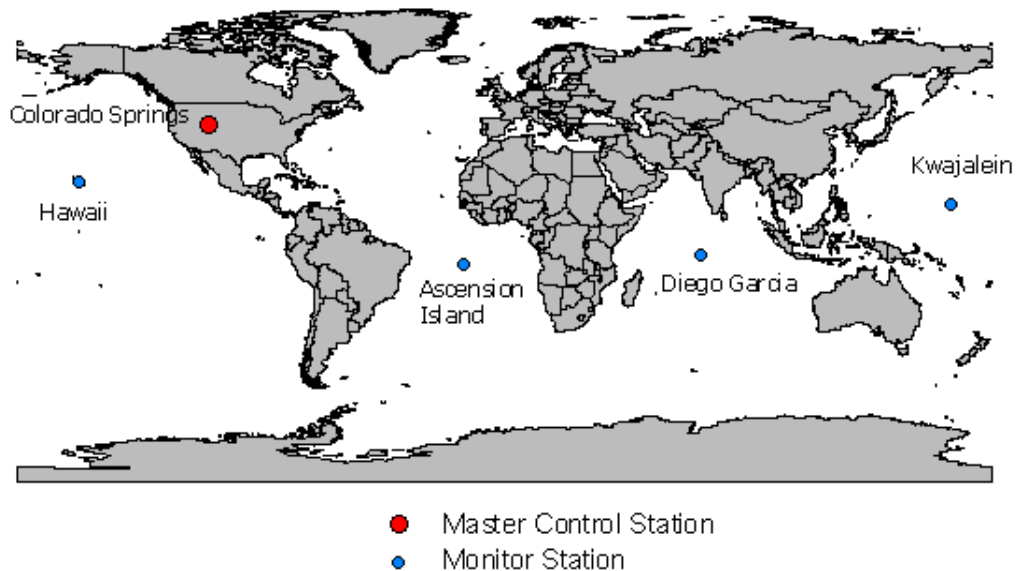 Colorado Springs
Kwajalein
Hawaii
Ascension
Island
Diego Garcia
Master Control Station
Monitor Station